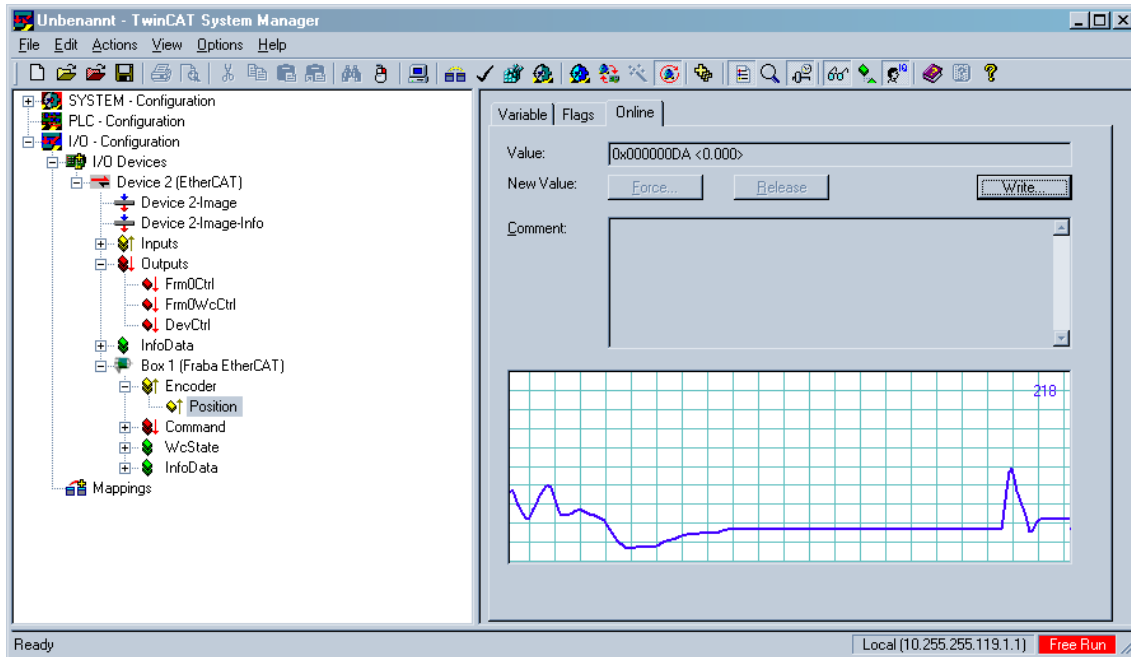 Unbenannt - TwinCAT System Manager
File Edit Actions View Options Help
SYSTEM - Configuration
PLC - Configuration
I/O - Configuration
I/O Devices
Device 2 (EtherCAT)
Device 2-Image
Device 2-Image-Info
Inputs
Outputs
Frm0Ctrl
Frm0WcCtrl
DevCtrl
InfoData
Box 1 (Fraba EtherCAT)
Encoder
Position
Command
WcState
InfoData
Mappings
Variable Flags Online
Value: 0x000000DA <0.000>
New Value: Force... Release Write...
Comment:
218
Ready Local (10.255.255.119.1.1) Free Run